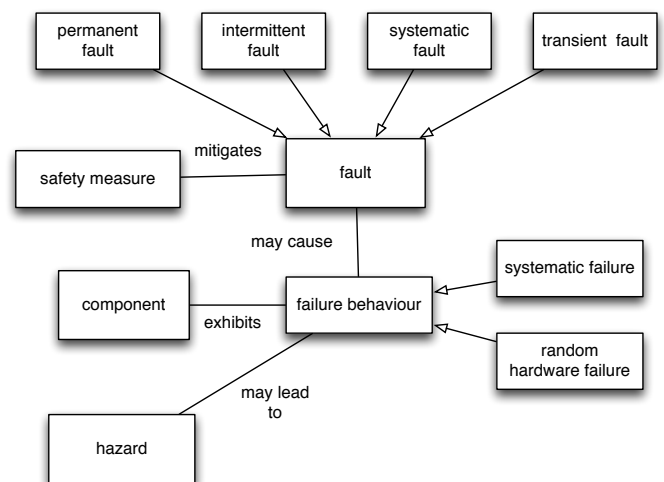 permanent
fault
intermittent
fault
systematic
fault
transient fault
mitigates
safety measure
fault
may cause
systematic failure
component
exhibits
failure behaviour
random
hardware failure
may lead
to
hazard